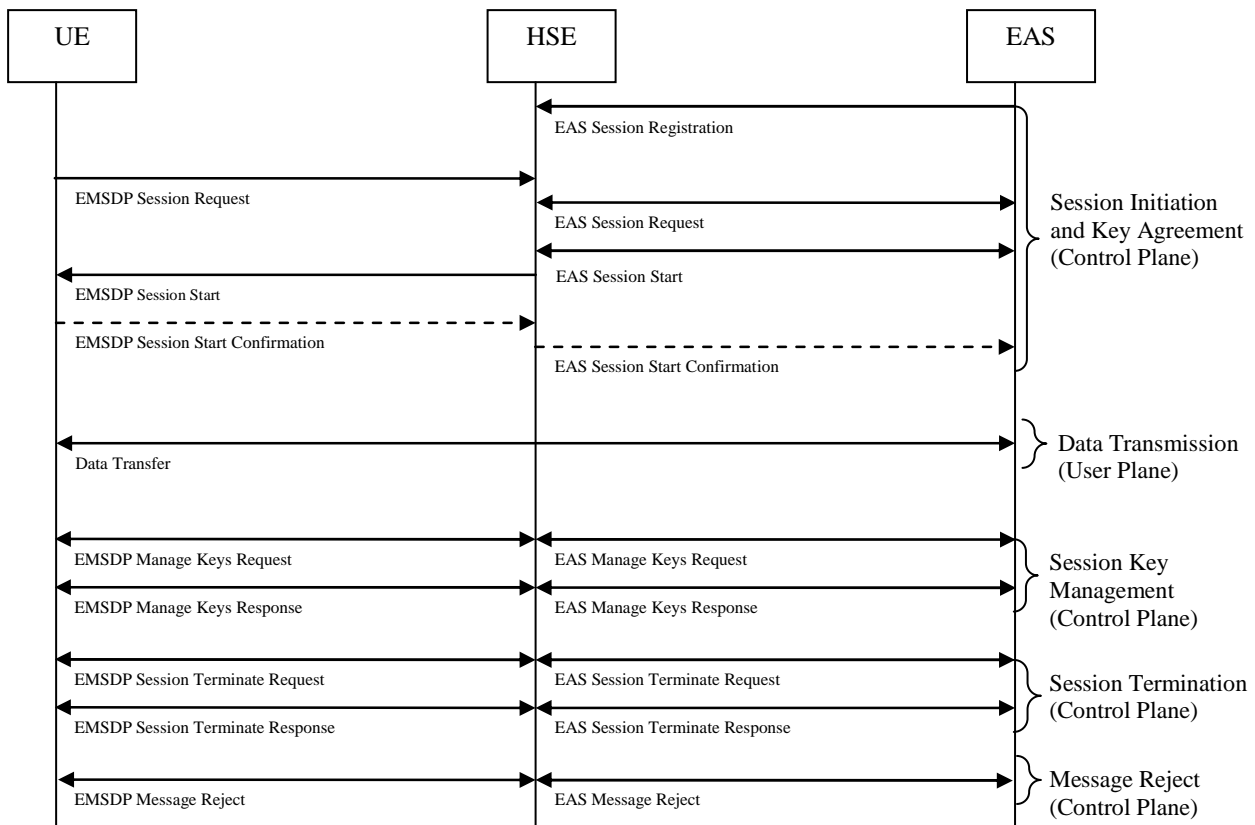 UE
HSE
EAS
EAS Session Registration
EMSDP Session Request
EAS Session Request
Session Initiation
and Key Agreement
(Control Plane)
EAS Session Start
EMSDP Session Start
EMSDP Session Start Confirmation
EAS Session Start Confirmation
Data Transfer
Data Transmission
(User Plane)
EMSDP Manage Keys Request
EAS Manage Keys Request
EMSDP Manage Keys Response
EAS Manage Keys Response
Session Key
Management
(Control Plane)
EMSDP Session Terminate Request
EAS Session Terminate Request
EMSDP Session Terminate Response
EAS Session Terminate Response
Session Termination
(Control Plane)
EMSDP Message Reject
EAS Message Reject
Message Reject
(Control Plane)